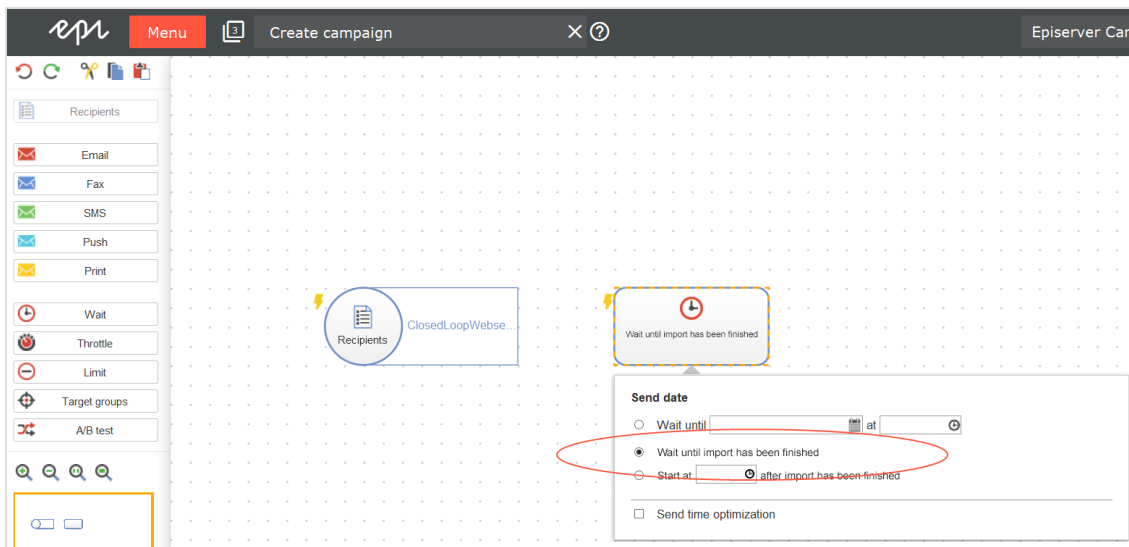 epi
Menu
3
Create campaign
Episerver Car
Recipients
Email
Fax
SMS
Push
Print
Wait
Throttle
Limit
Target groups
A/B test
Recipients
ClosedLoopWebse...
Wait until import has been finished
Send date
Wait until at
Wait until import has been finished
Start at after import has been finished
Send time optimization